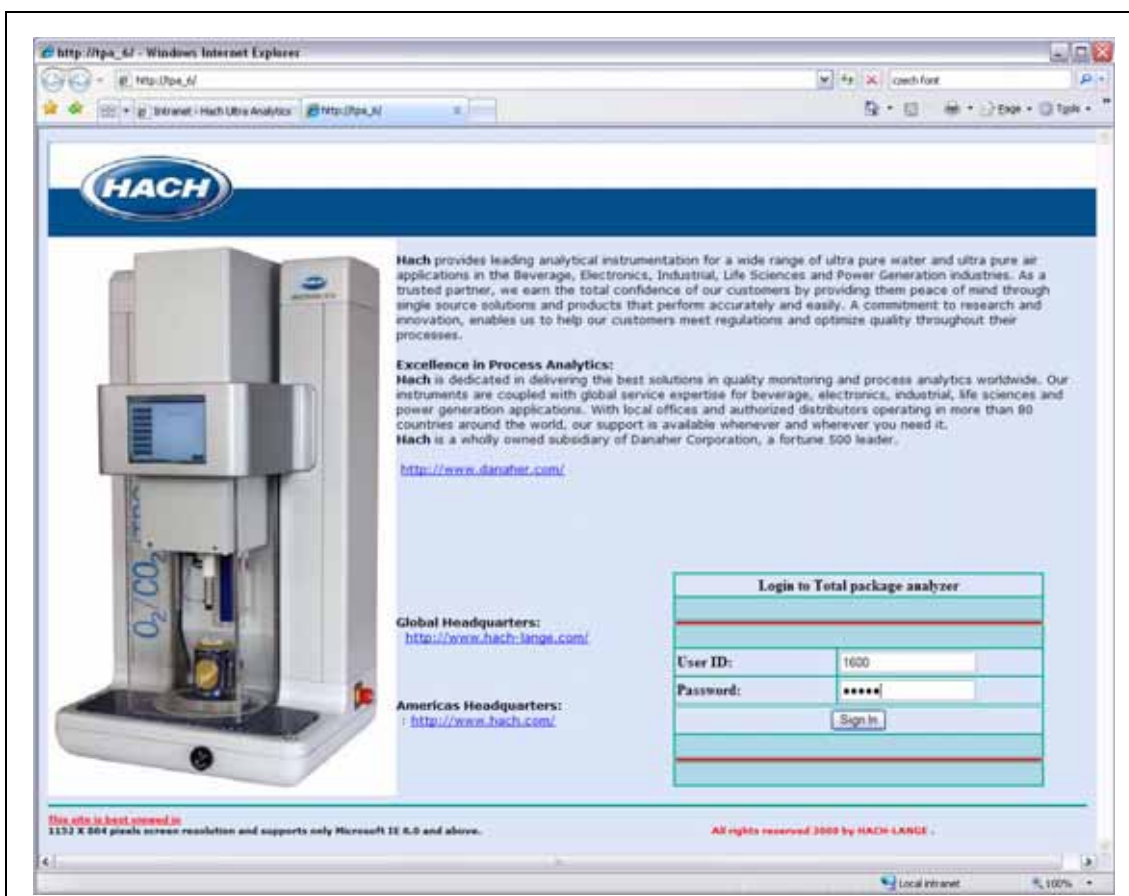 http://tpa_6/ - Windows Internet Explorer
http://tpa_6/
czech font
Intranet - Hach Ultra Analytics
http://tpa_6/
Page
Tools
HACH
Hach provides leading analytical instrumentation for a wide range of ultra pure water and ultra pure air
applications in the Beverage, Electronics, Industrial, Life Sciences and Power Generation industries. As a
trusted partner, we earn the total confidence of our customers by providing them peace of mind through
single source solutions and products that perform accurately and easily. A commitment to research and
innovation, enables us to help our customers meet regulations and optimize quality throughout their
processes.
Excellence in Process Analytics:
Hach is dedicated in delivering the best solutions in quality monitoring and process analytics worldwide. Our
instruments are coupled with global service expertise for beverage, electronics, industrial, life sciences and
power generation applications. With local offices and authorized distributors operating in more than 80
countries around the world, our support is available whenever and wherever you need it.
Hach is a wholly owned subsidiary of Danaher Corporation, a fortune 500 leader.
http://www.danaher.com/
O2/CO2
Login to Total package analyzer
Global Headquarters:
http://www.hach-lange.com/
User ID: 1600
Password: •••••
Americas Headquarters:
: http://www.hach.com/
Sign In
This site is best viewed in
1152 X 864 pixels screen resolution and supports only Microsoft IE 6.0 and above.
All rights reserved 2008 by HACH-LANGE .
Local intranet
100%